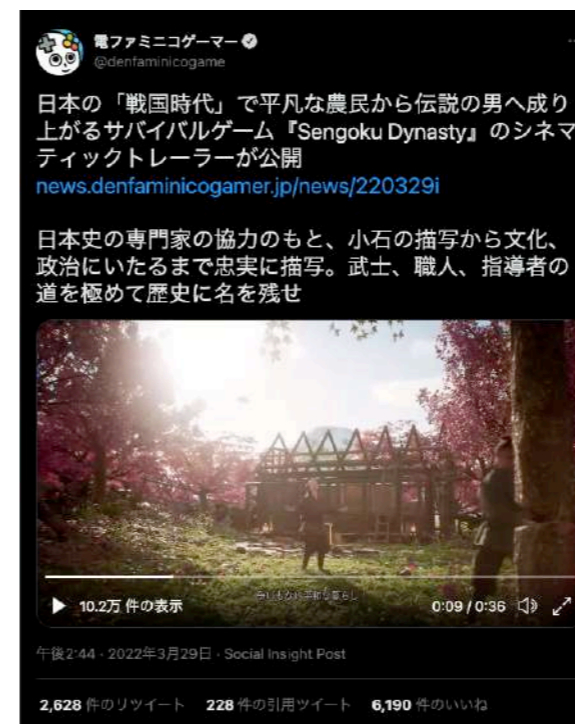 電ファミニコゲーマー
@denfaminicogame
日本の「戦国時代」で平凡な農民から伝説の男へ成り
上がるサバイバルゲーム『Sengoku Dynasty』のシネマ
ティックトレーラーが公開
news.denfaminicogamer.jp/news/220329i
日本史の専門家の協力のもと、小石の描写から文化、
政治にいたるまで忠実に描写。武士、職人、指導者の
道を極めて歴史に名を残せ
10.2万 件の表示
0:09 / 0:36
午後2:44 · 2022年3月29日 · Social Insight Post
2,628 件のリツイート 228 件の引用ツイート 6,190 件のいいね